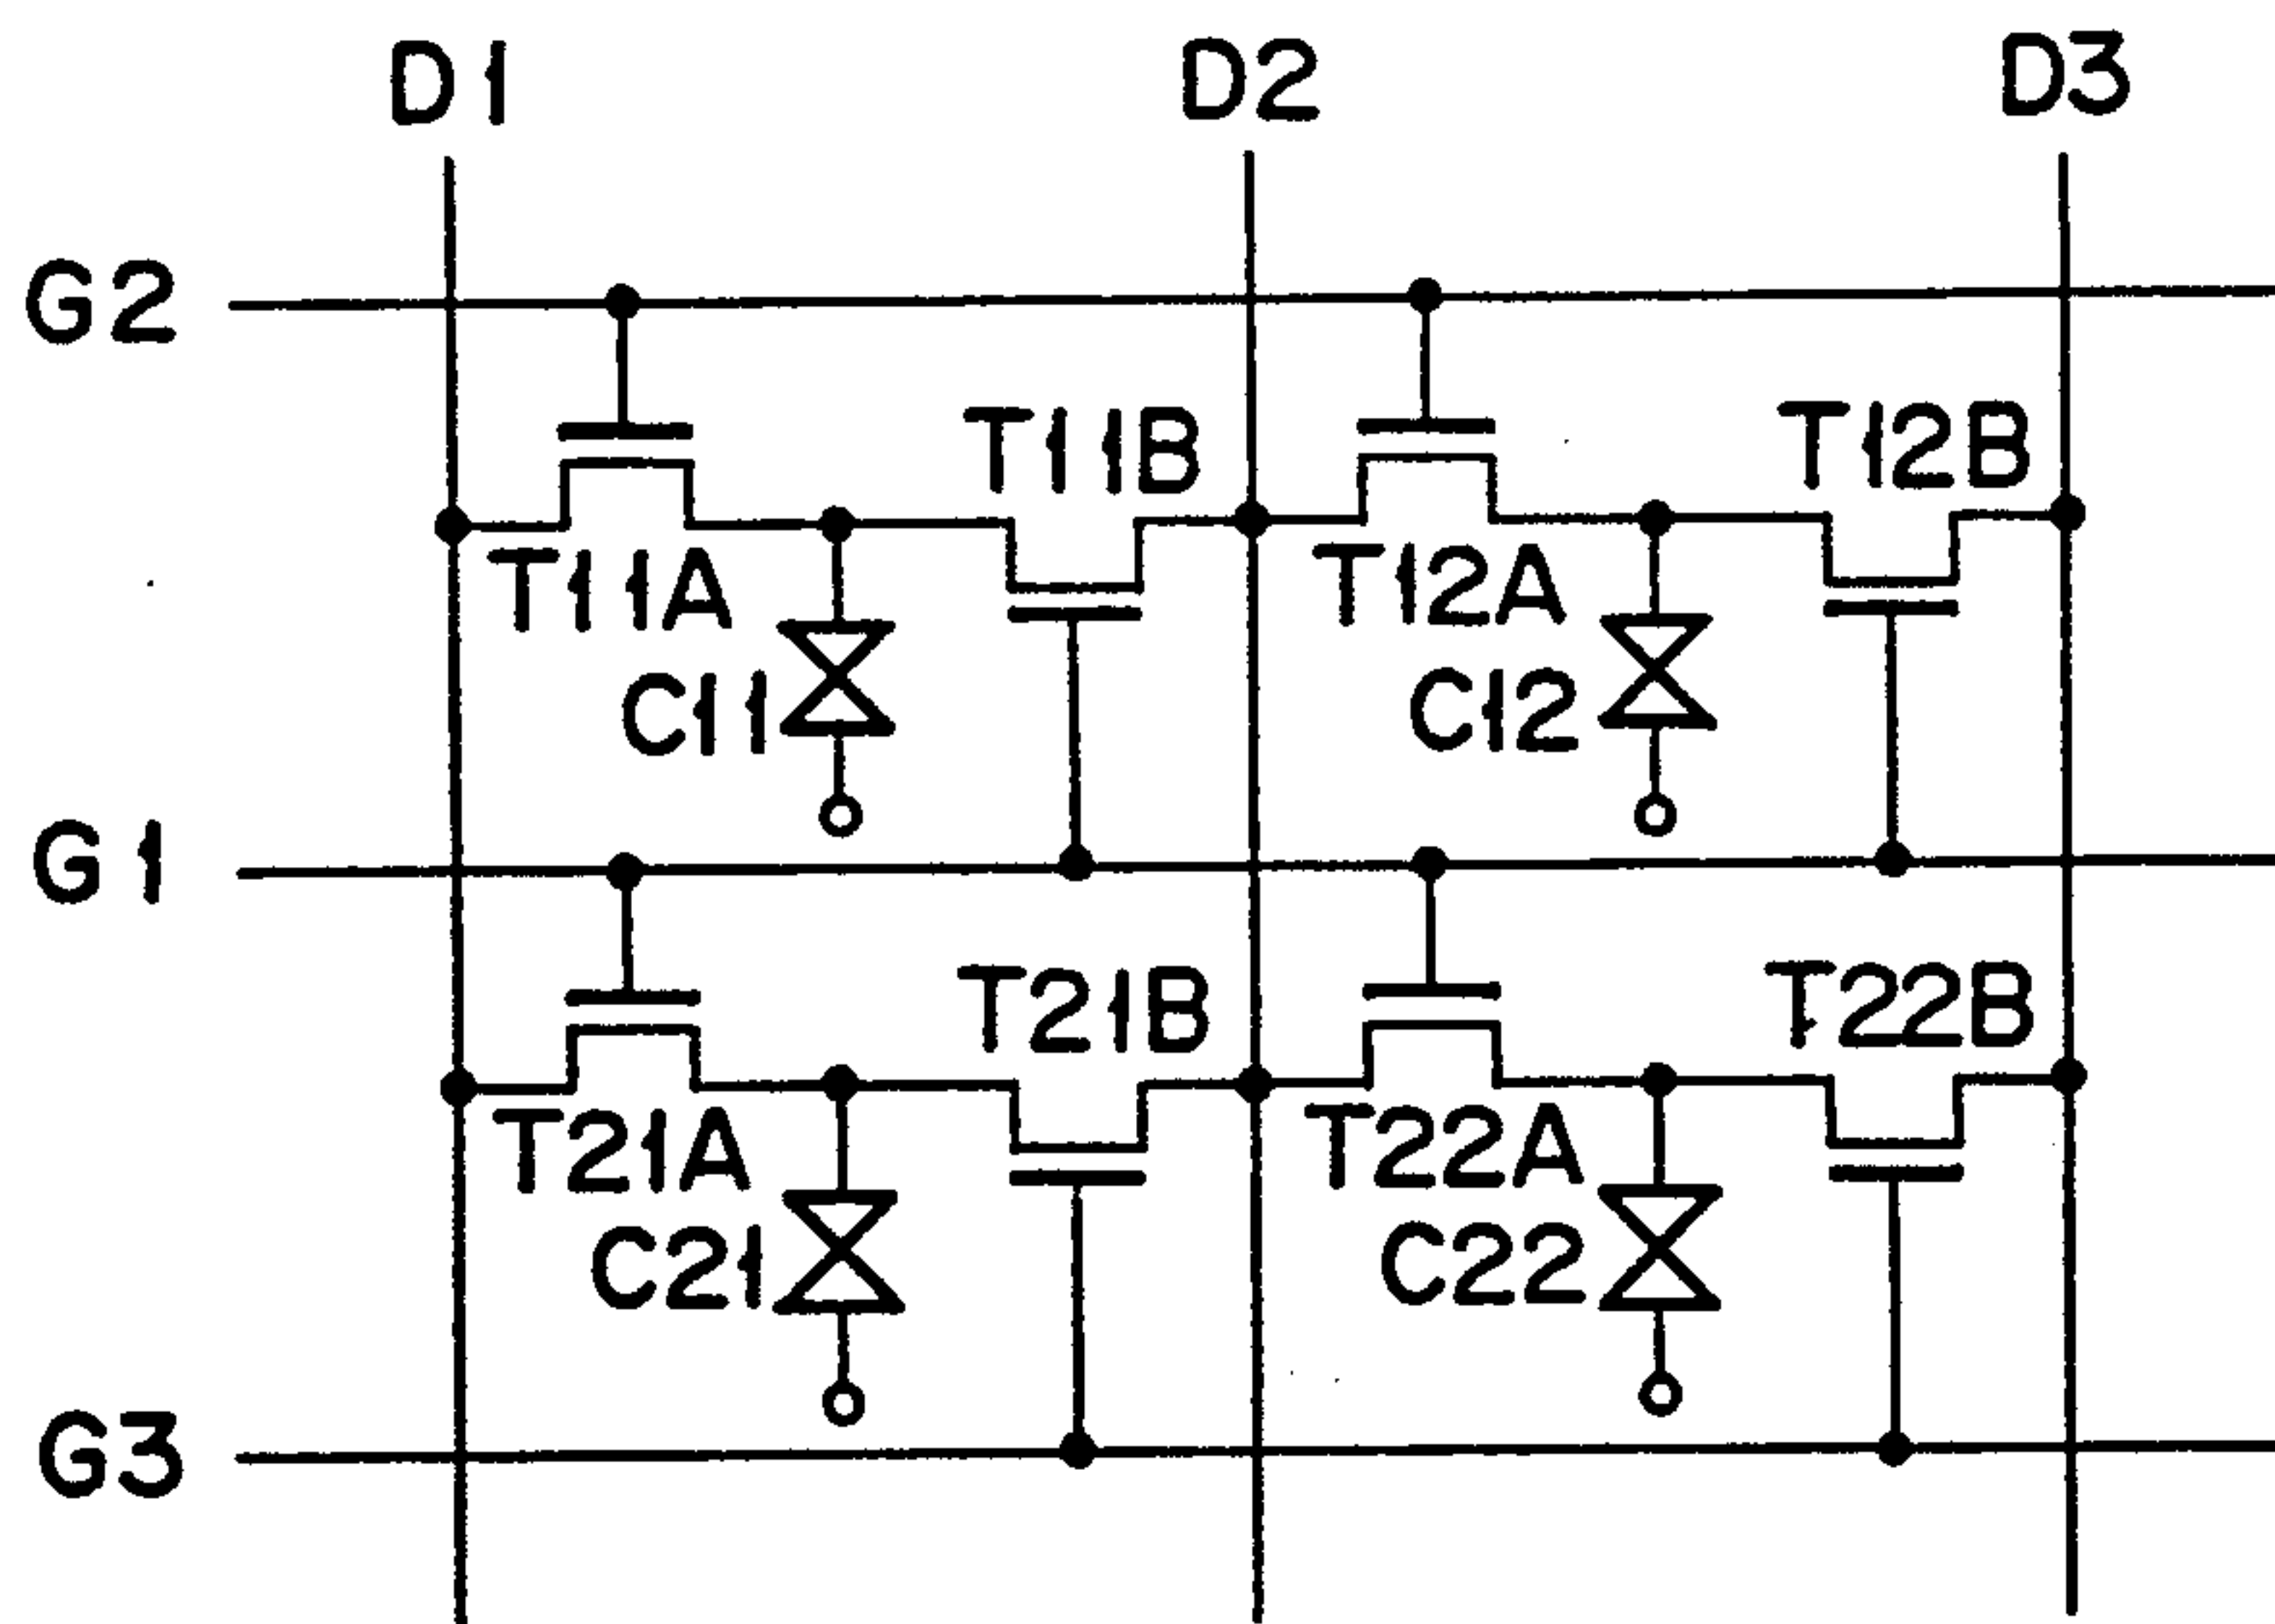 D1 D2 D3
G2
T11B T12B
T11A T12A
C11 C12
G1
T21B T22B
T21A T22A
C21 C22
G3